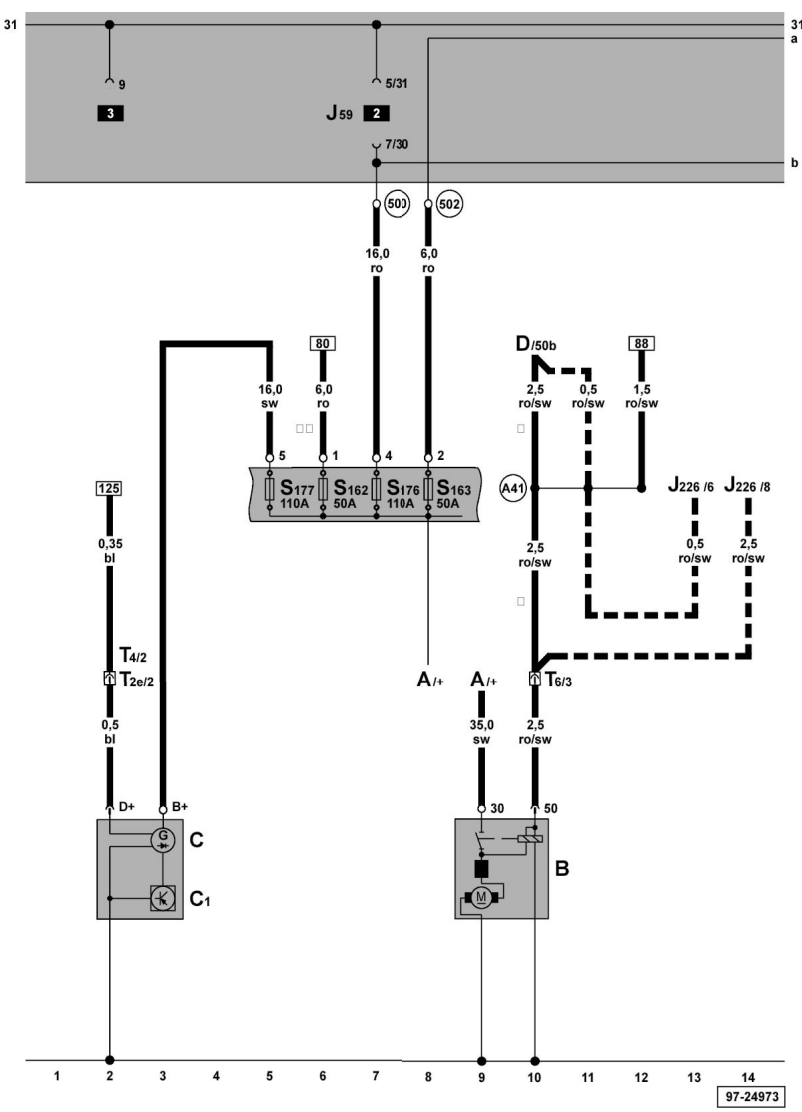 31 31
a
9 5/31
3 J59 2
7/30
b
500 502
16,0 6,0
ro ro
80 D/50b 88
16,0 6,0 2,5 0,5 1,5
sw ro ro/sw ro/sw ro/sw
5 1 4 2
125 S177 S162 S176 S163 A41 J226 /6 J226 /8
110A 50A 110A 50A
0,35 2,5 0,5 2,5
bl ro/sw ro/sw ro/sw
T4/2
T2e/2 A/+ A/+ T6/3
0,5 35,0 2,5
bl sw ro/sw
D+ B+ 30 50
G C
B
C1 M
1 2 3 4 5 6 7 8 9 10 11 12 13 14
97-24973